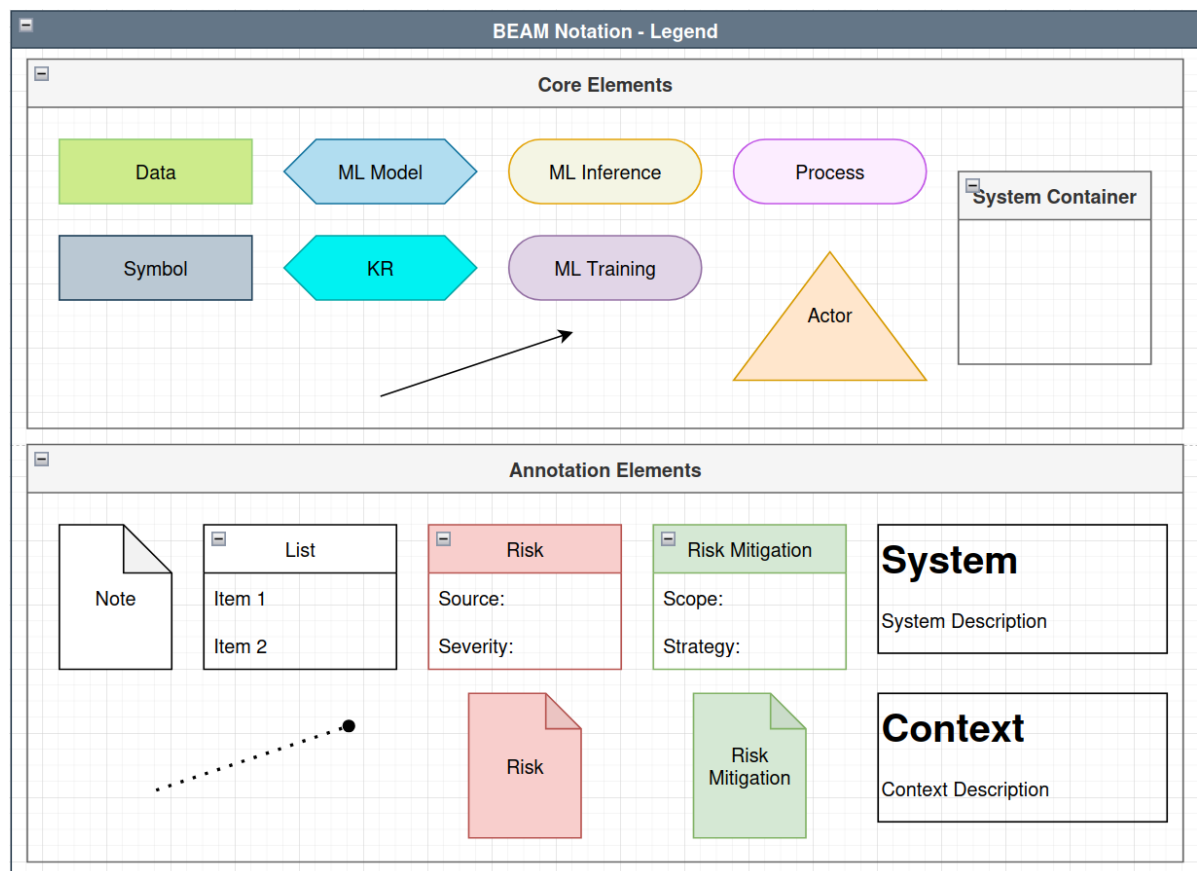 BEAM Notation - Legend
Core Elements
Data
ML Model
ML Inference
Process
System Container
Symbol
KR
ML Training
Actor
Annotation Elements
Note
List
Item 1
Item 2
Risk
Source:
Severity:
Risk Mitigation
Scope:
Strategy:
System
System Description
Risk
Risk
Mitigation
Context
Context Description